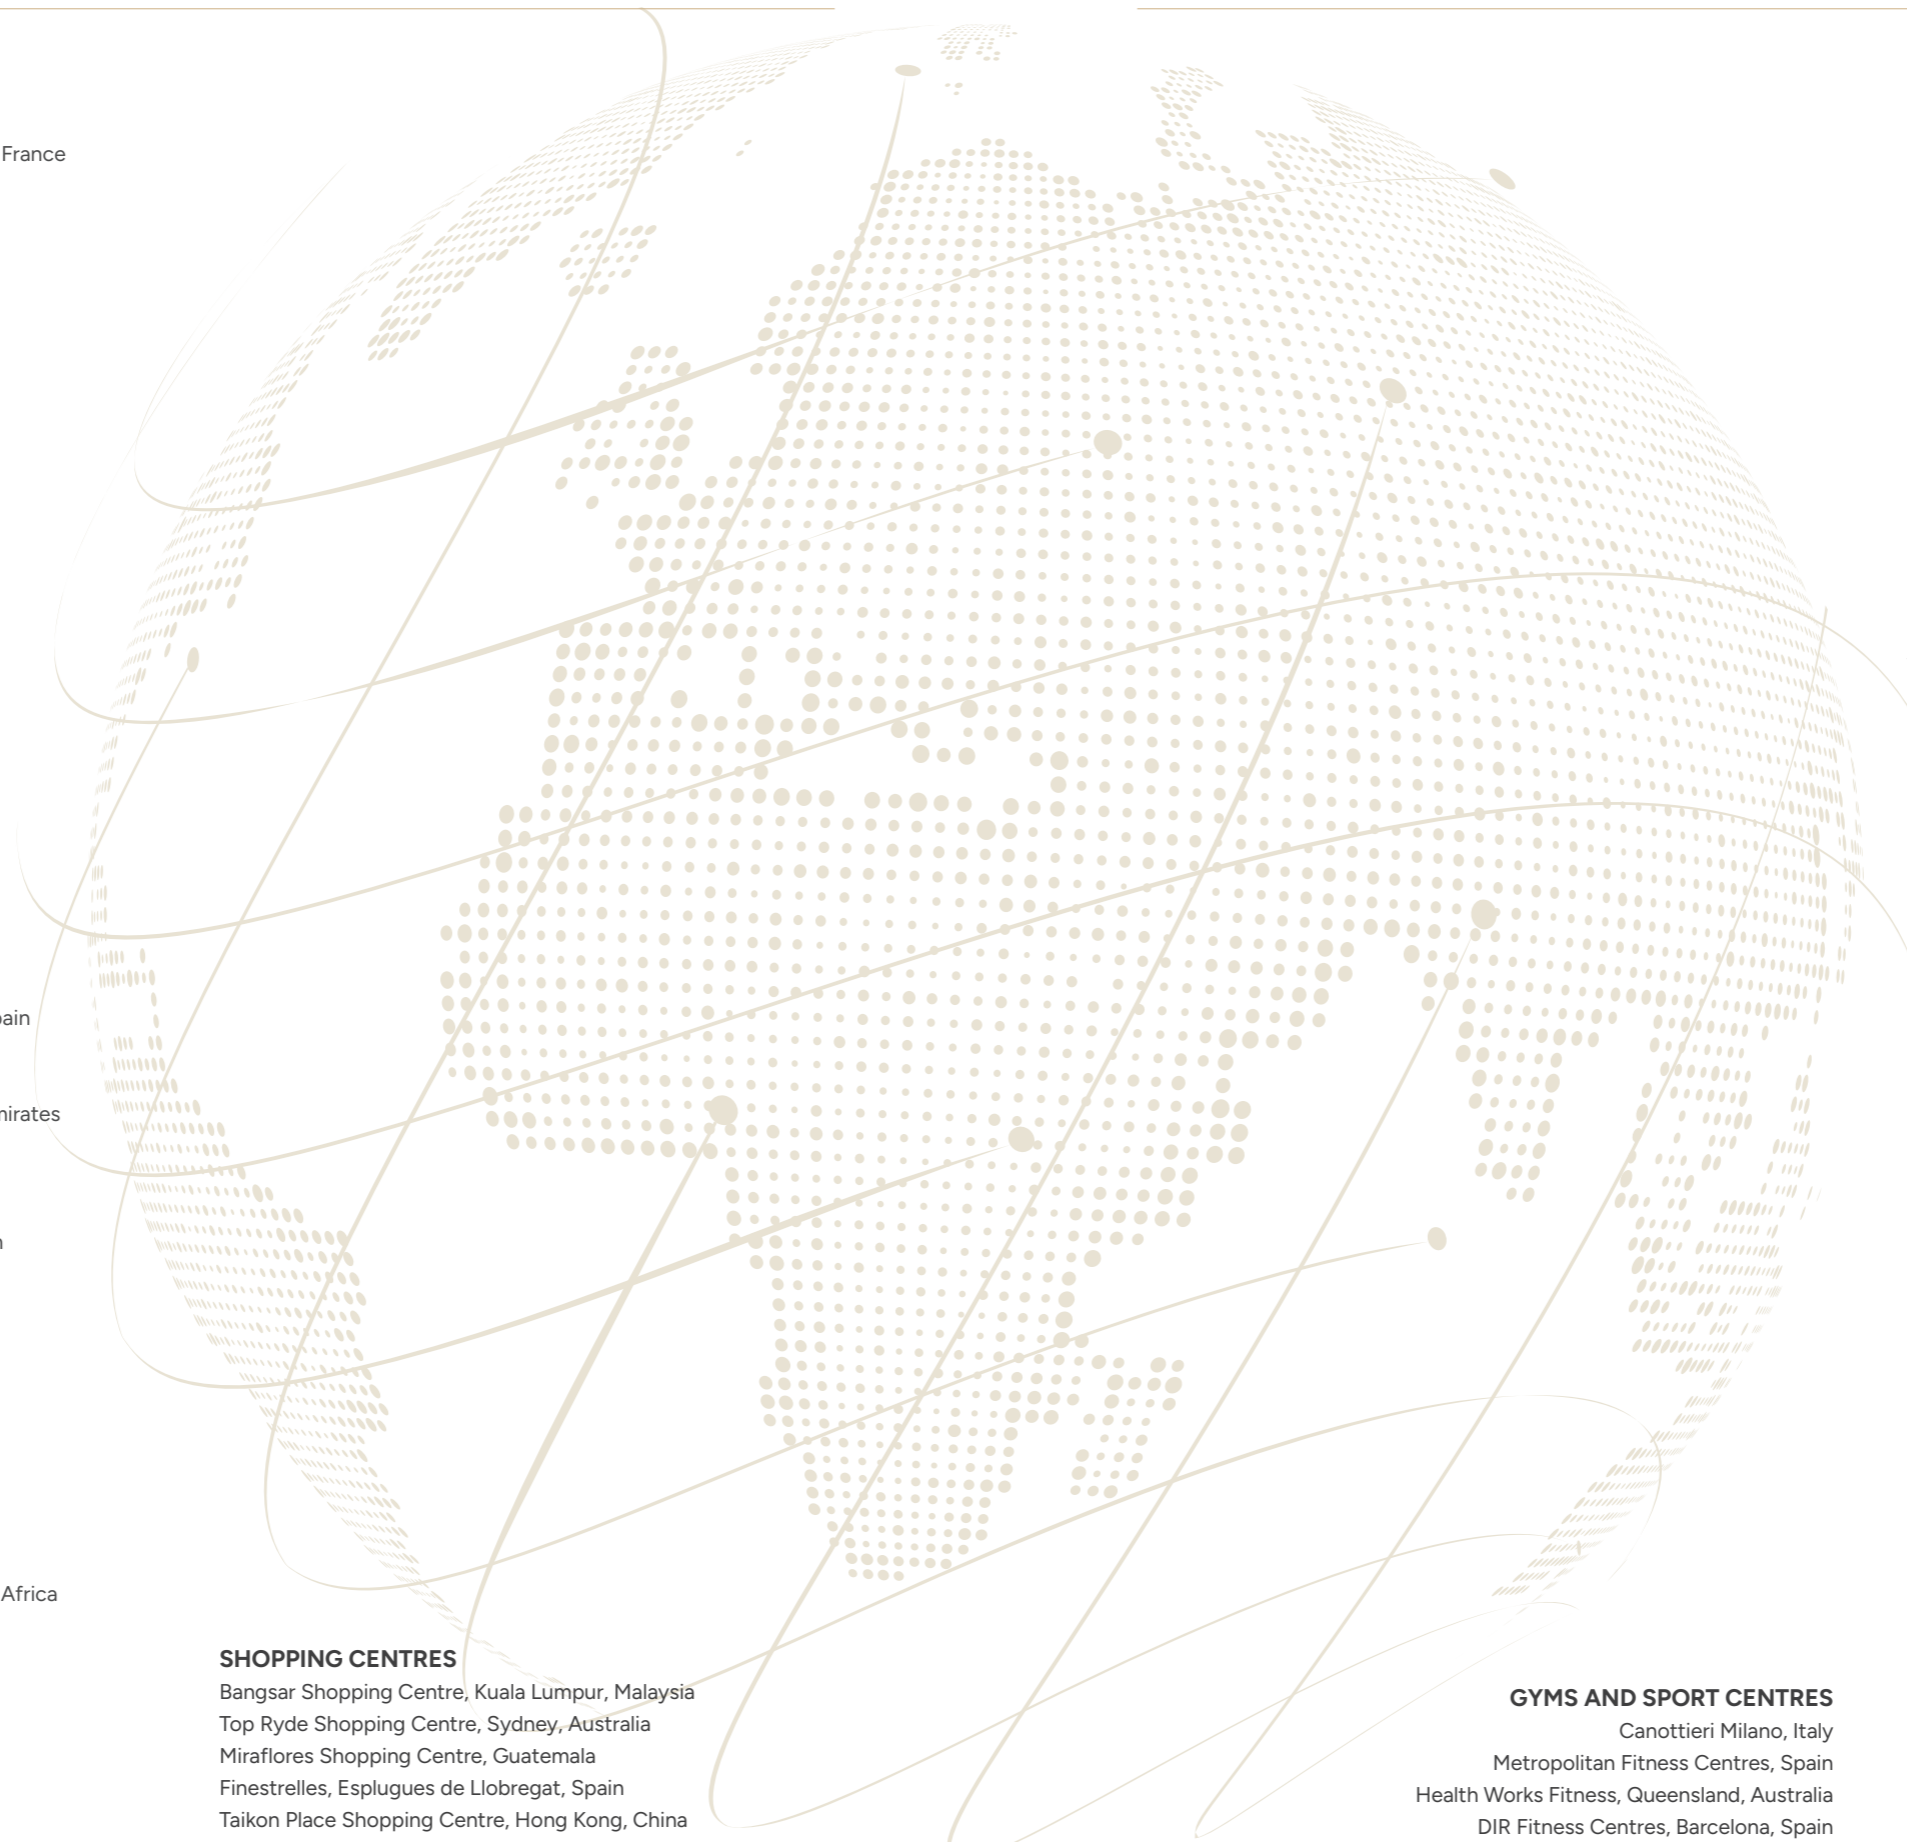 France
Africa
SHOPPING CENTRES
Bangsar Shopping Centre, Kuala Lumpur, Malaysia
Top Ryde Shopping Centre, Sydney, Australia
Miraflores Shopping Centre, Guatemala
Finestrelles, Esplugues de Llobregat, Spain
Taikon Place Shopping Centre, Hong Kong, China
GYMS AND SPORT CENTRES
Canottieri Milano, Italy
Metropolitan Fitness Centres, Spain
Health Works Fitness, Queensland, Australia
DIR Fitness Centres, Barcelona, Spain